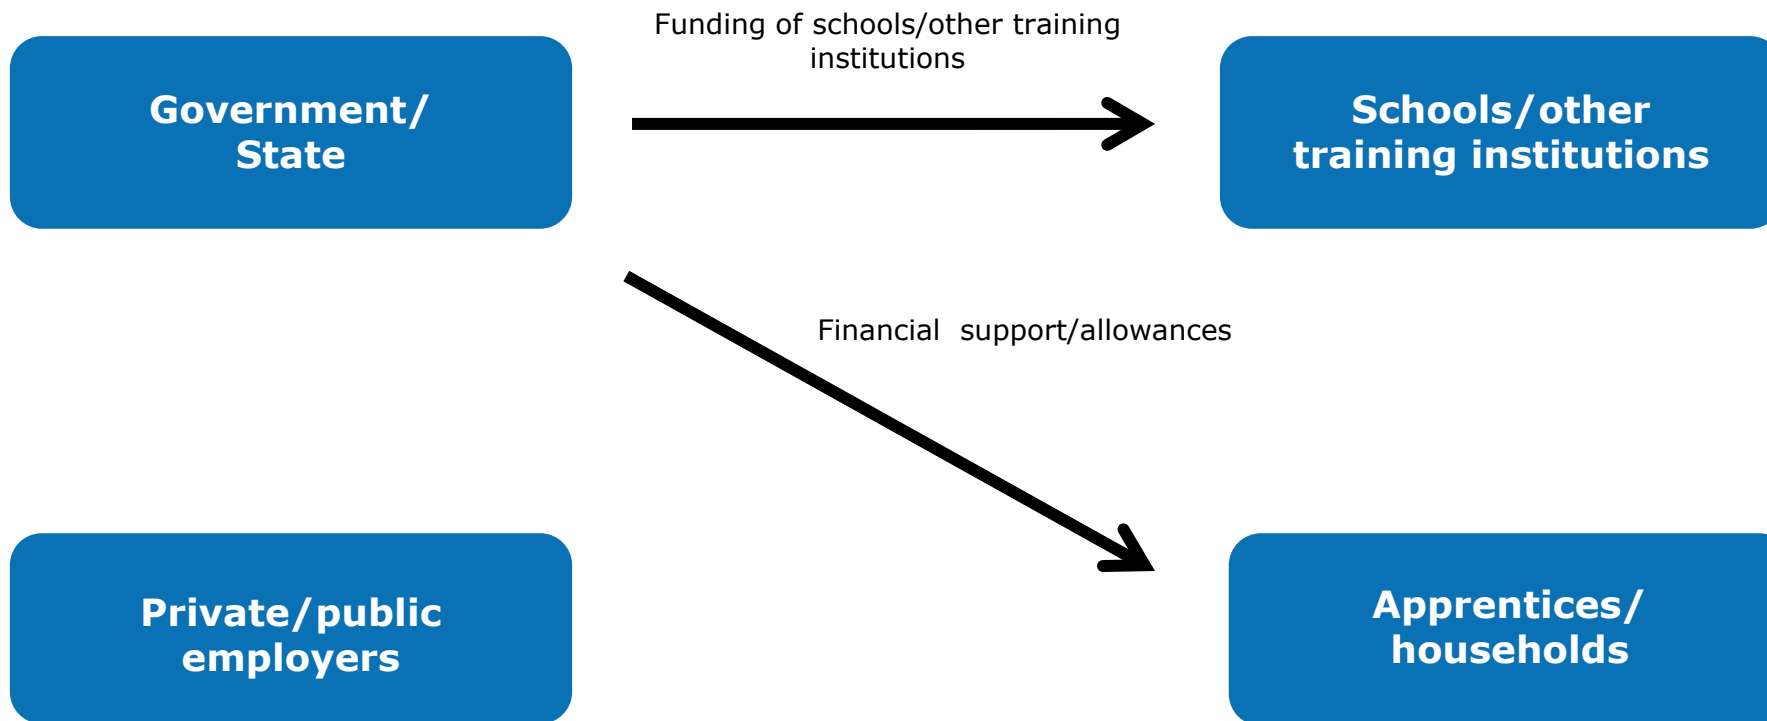 Funding of schools/other training
institutions
Government/
State
Schools/other
training institutions
Financial  support/allowances
Private/public
employers
Apprentices/
households